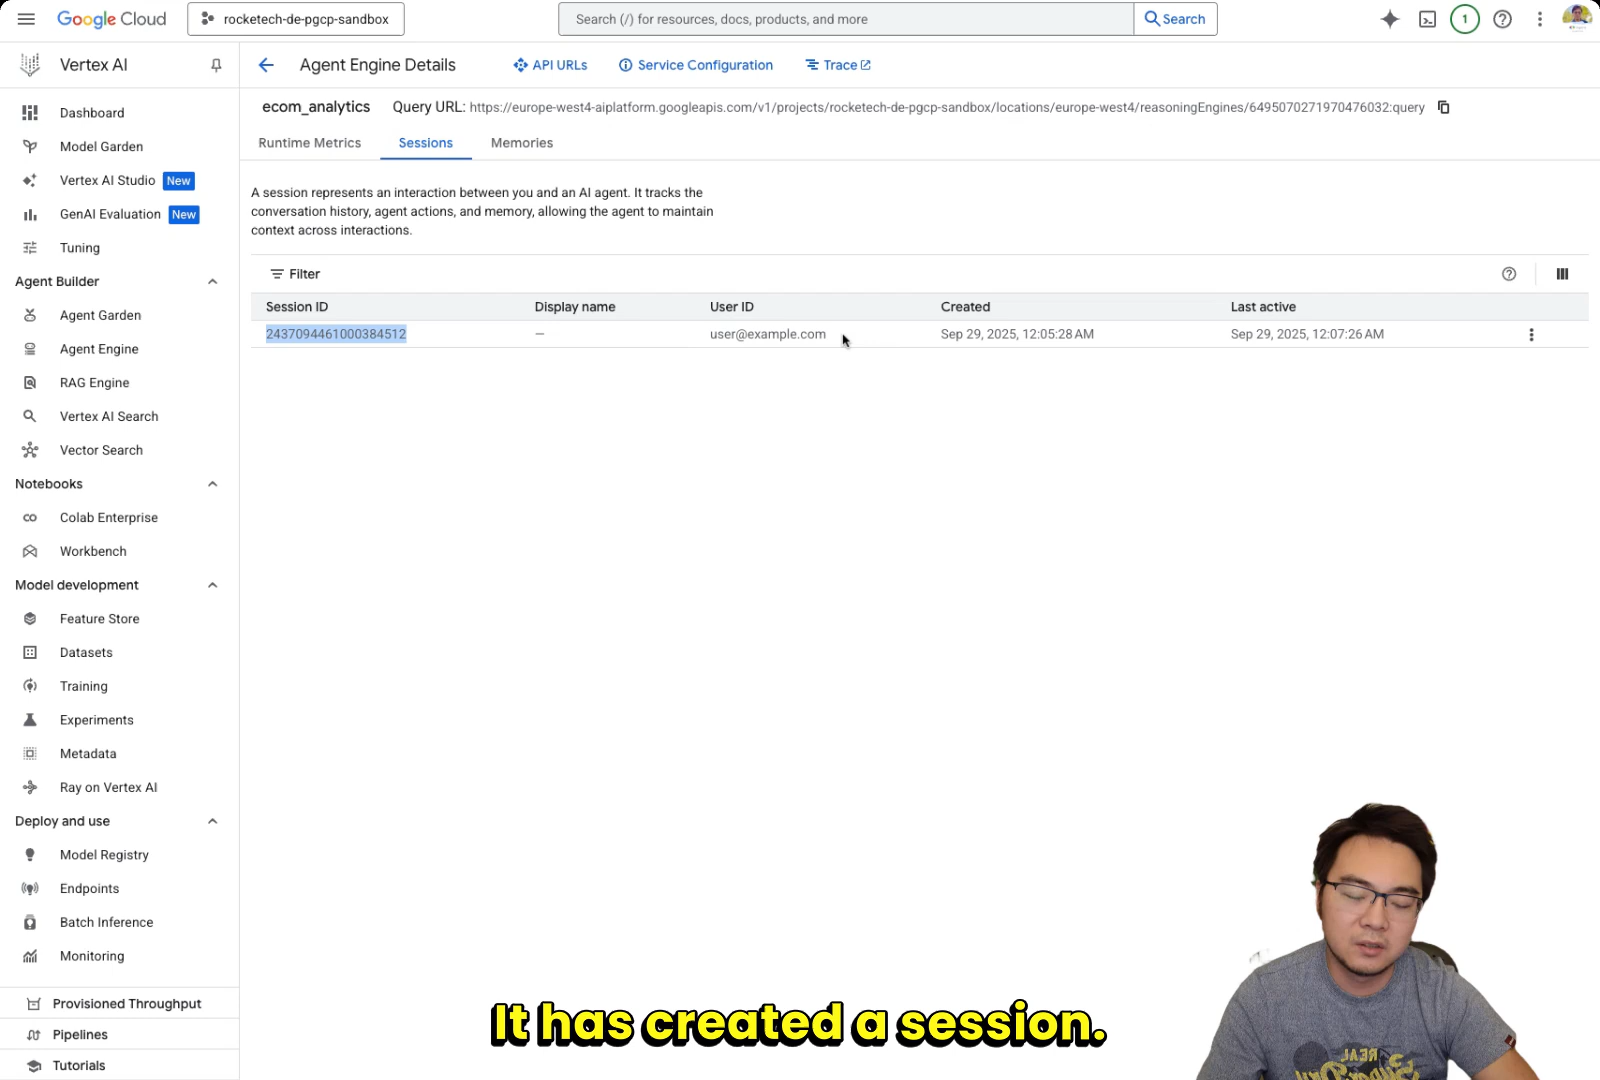 Google Cloud
rocketech-de-pgcp-sandbox
Search (/) for resources, docs, products, and more
Search
1
Vertex AI
Agent Engine Details
API URLs
Service Configuration
Trace
ecom_analytics
Query URL: https://europe-west4-aiplatform.googleapis.com/v1/projects/rocketech-de-pgcp-sandbox/locations/europe-west4/reasoningEngines/6495070271970476032:query
Runtime Metrics
Sessions
Memories
A session represents an interaction between you and an AI agent. It tracks the
conversation history, agent actions, and memory, allowing the agent to maintain
context across interactions.
Filter
Session ID
Display name
User ID
Created
Last active
2437094461000384512
—
user@example.com
Sep 29, 2025, 12:05:28 AM
Sep 29, 2025, 12:07:26 AM
Dashboard
Model Garden
Vertex AI Studio New
GenAI Evaluation New
Tuning
Agent Builder
Agent Garden
Agent Engine
RAG Engine
Vertex AI Search
Vector Search
Notebooks
Colab Enterprise
Workbench
Model development
Feature Store
Datasets
Training
Experiments
Metadata
Ray on Vertex AI
Deploy and use
Model Registry
Endpoints
Batch Inference
Monitoring
Provisioned Throughput
Pipelines
Tutorials
It has created a session.
REAL